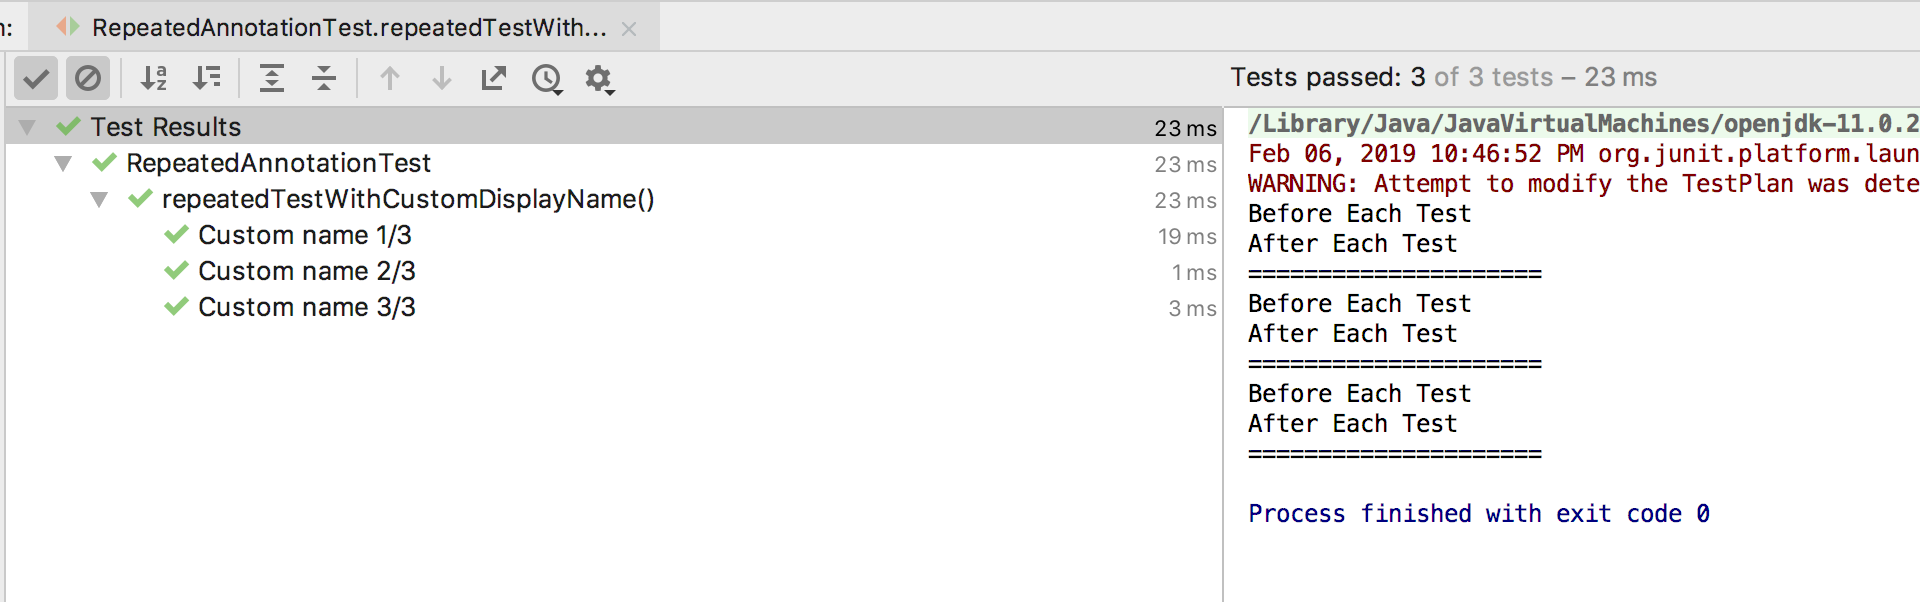 RepeatedAnnotationTest.repeatedTestWith...
Tests passed: 3 of 3 tests – 23 ms
Test Results 23 ms
RepeatedAnnotationTest 23 ms
repeatedTestWithCustomDisplayName() 23 ms
Custom name 1/3 19 ms
Custom name 2/3 1 ms
Custom name 3/3 3 ms
/Library/Java/JavaVirtualMachines/openjdk-11.0.2
Feb 06, 2019 10:46:52 PM org.junit.platform.laun
WARNING: Attempt to modify the TestPlan was dete
Before Each Test
After Each Test
=====================
Before Each Test
After Each Test
=====================
Before Each Test
After Each Test
=====================
Process finished with exit code 0